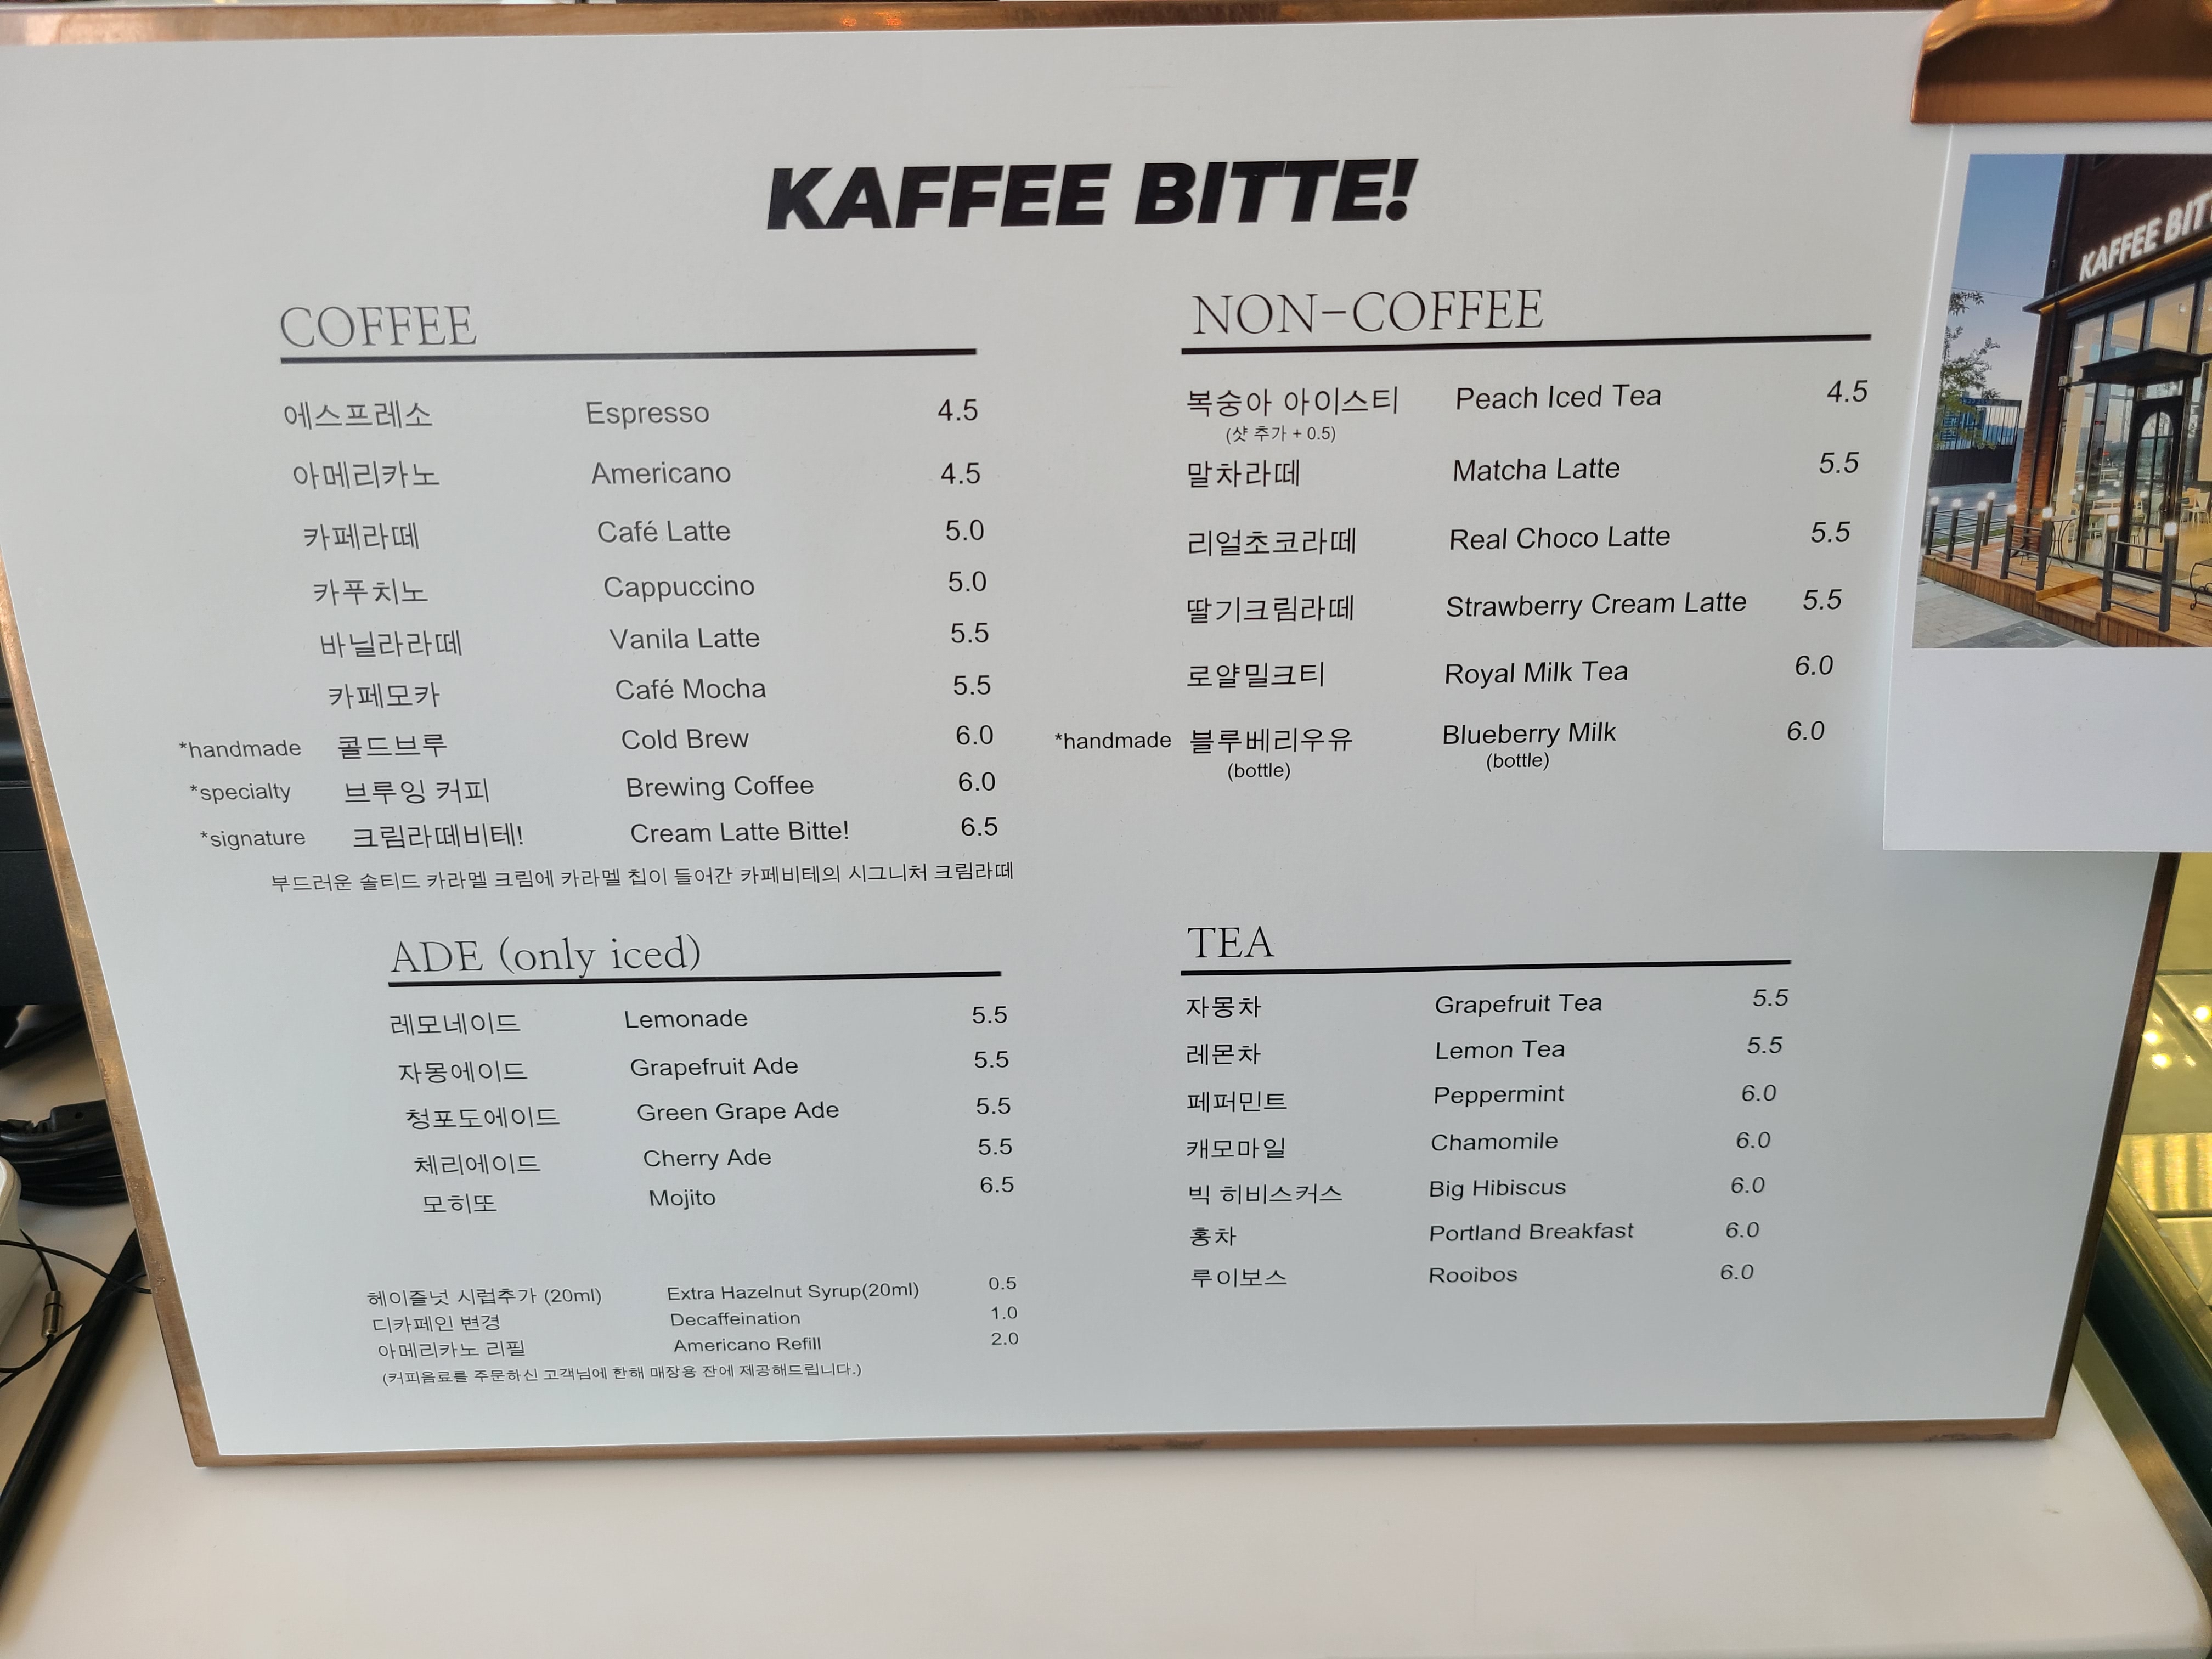 KAFFEE BITTE!
COFFEE
에스프레소 Espresso 4.5
아메리카노 Americano 4.5
카페라떼 Café Latte 5.0
카푸치노 Cappuccino 5.0
바닐라라떼 Vanila Latte 5.5
카페모카 Café Mocha 5.5
*handmade 콜드브루 Cold Brew 6.0
*specialty 브루잉 커피 Brewing Coffee 6.0
*signature 크림라떼비테! Cream Latte Bitte! 6.5
부드러운 솔티드 카라멜 크림에 카라멜 칩이 들어간 카페비테의 시그니처 크림라떼
NON-COFFEE
복숭아 아이스티 Peach Iced Tea 4.5
(샷 추가 + 0.5)
말차라떼 Matcha Latte 5.5
리얼초코라떼 Real Choco Latte 5.5
딸기크림라떼 Strawberry Cream Latte 5.5
로얄밀크티 Royal Milk Tea 6.0
*handmade 블루베리우유 Blueberry Milk 6.0
(bottle) (bottle)
ADE (only iced)
레모네이드 Lemonade 5.5
자몽에이드 Grapefruit Ade 5.5
청포도에이드 Green Grape Ade 5.5
체리에이드 Cherry Ade 5.5
모히또 Mojito 6.5
헤이즐넛 시럽추가 (20ml) Extra Hazelnut Syrup(20ml) 0.5
디카페인 변경 Decaffeination 1.0
아메리카노 리필 Americano Refill 2.0
(커피음료를 주문하신 고객님에 한해 매장용 잔에 제공해드립니다.)
TEA
자몽차 Grapefruit Tea 5.5
레몬차 Lemon Tea 5.5
페퍼민트 Peppermint 6.0
캐모마일 Chamomile 6.0
빅 히비스커스 Big Hibiscus 6.0
홍차 Portland Breakfast 6.0
루이보스 Rooibos 6.0
KAFFEE BIT